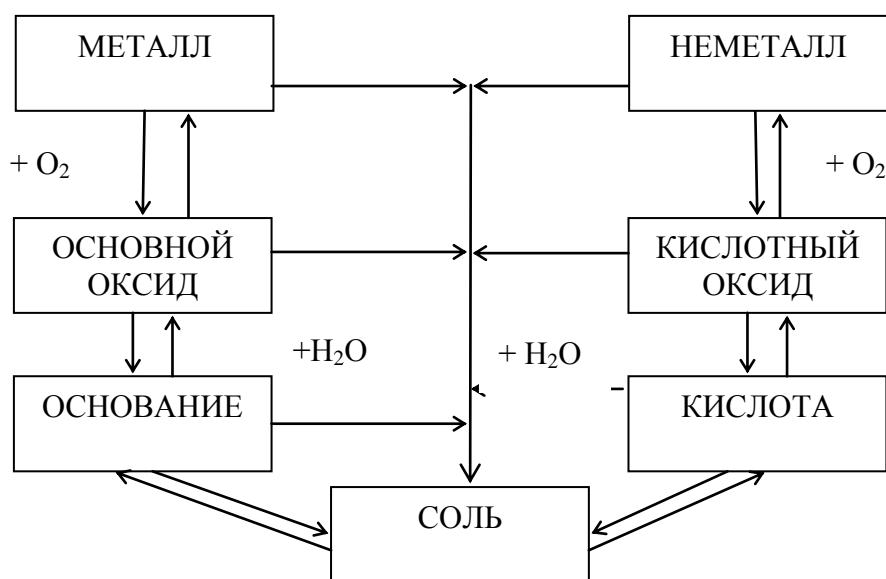 МЕТАЛЛ
НЕМЕТАЛЛ
+ O₂
+ O₂
ОСНОВНОЙ
ОКСИД
КИСЛОТНЫЙ
ОКСИД
+H₂O
+ H₂O
ОСНОВАНИЕ
КИСЛОТА
СОЛЬ